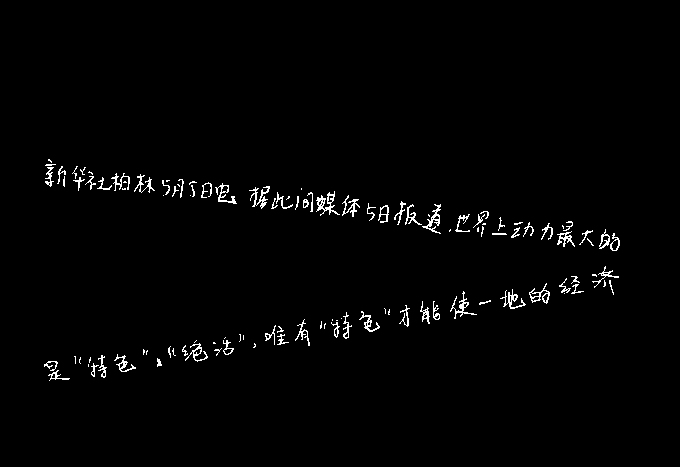 新华社柏林5月5日电。据此间媒体5日报道,世界上动力最大的
是“特色”。“绝活”,唯有“特色”才能使一地的经济